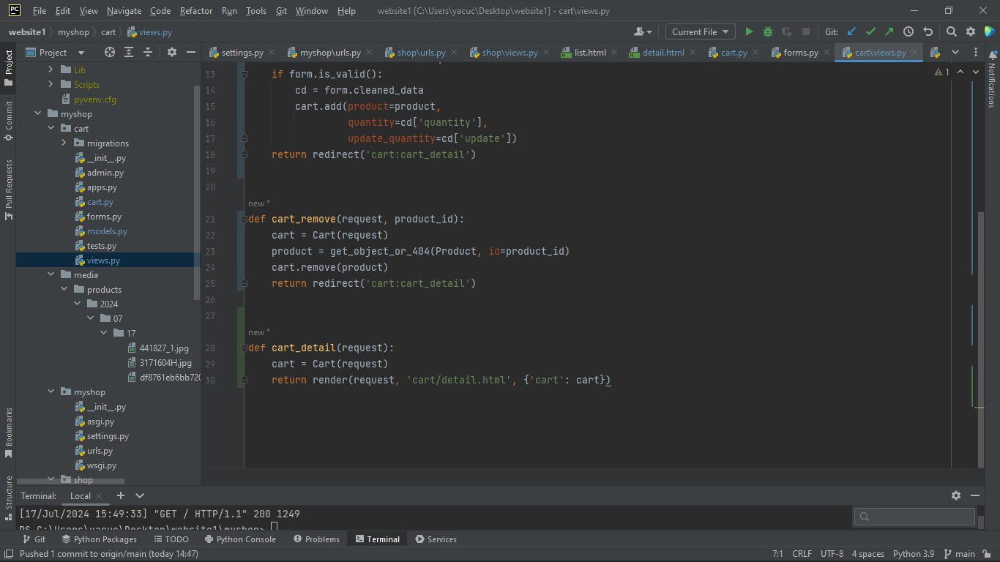 PC File Edit View Navigate Code Refactor Run Tools Git Window Help website1 [C:\Users\yacuc\Desktop\website1] - cart\views.py
website1 myshop cart views.py Current File Git:
Project settings.py myshop\urls.py shop\urls.py shop\views.py list.html detail.html cart.py forms.py cart\views.py
Project
Commit
Pull Requests
Bookmarks
Structure
Notifications
Lib
Scripts
pyvenv.cfg
myshop
cart
migrations
__init__.py
admin.py
apps.py
cart.py
forms.py
models.py
tests.py
views.py
media
products
2024
07
17
441827_1.jpg
3171604H.jpg
df8761eb6bb720
myshop
__init__.py
asgi.py
settings.py
urls.py
wsgi.py
shop
1
13 if form.is_valid():
14 cd = form.cleaned_data
15 cart.add(product=product,
16 quantity=cd['quantity'],
17 update_quantity=cd['update'])
18 return redirect('cart:cart_detail')
19
20
new *
21 def cart_remove(request, product_id):
22 cart = Cart(request)
23 product = get_object_or_404(Product, id=product_id)
24 cart.remove(product)
25 return redirect('cart:cart_detail')
26
27
new *
28 def cart_detail(request):
29 cart = Cart(request)
30 return render(request, 'cart/detail.html', {'cart': cart})
Terminal: Local
[17/Jul/2024 15:49:33] "GET / HTTP/1.1" 200 1249
PS C:\Users\yacuc\Desktop\website1\myshop>
Git Python Packages TODO Python Console Problems Terminal Services
Pushed 1 commit to origin/main (today 14:47) 7:1 CRLF UTF-8 4 spaces Python 3.9 main